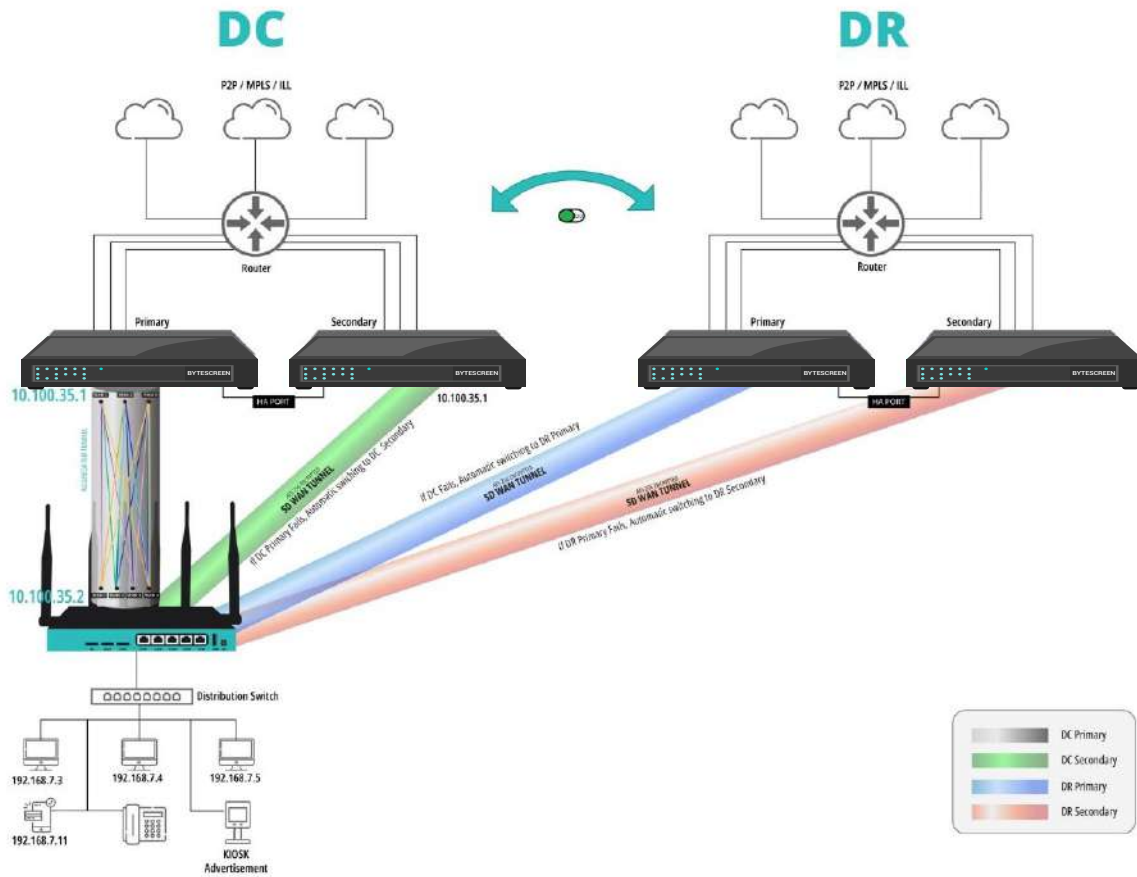 DC
DR
P2P / MPLS / ILL
P2P / MPLS / ILL
Router
Router
Primary
Secondary
Primary
Secondary
BYTESCREEN
BYTESCREEN
BYTESCREEN
BYTESCREEN
10.100.35.1
HA PORT
10.100.35.1
HA PORT
SD WAN TUNNEL
If DC Primary Fails, Automatic switching to DC Secondary
If DC Fails, Automatic switching to DR Primary
SD WAN TUNNEL
SD WAN TUNNEL
If DR Primary Fails, Automatic switching to DR Secondary
10.100.35.2
Distribution Switch
192.168.7.3
192.168.7.4
192.168.7.5
192.168.7.11
KIOSK
Advertisement
DC Primary
DC Secondary
DR Primary
DR Secondary